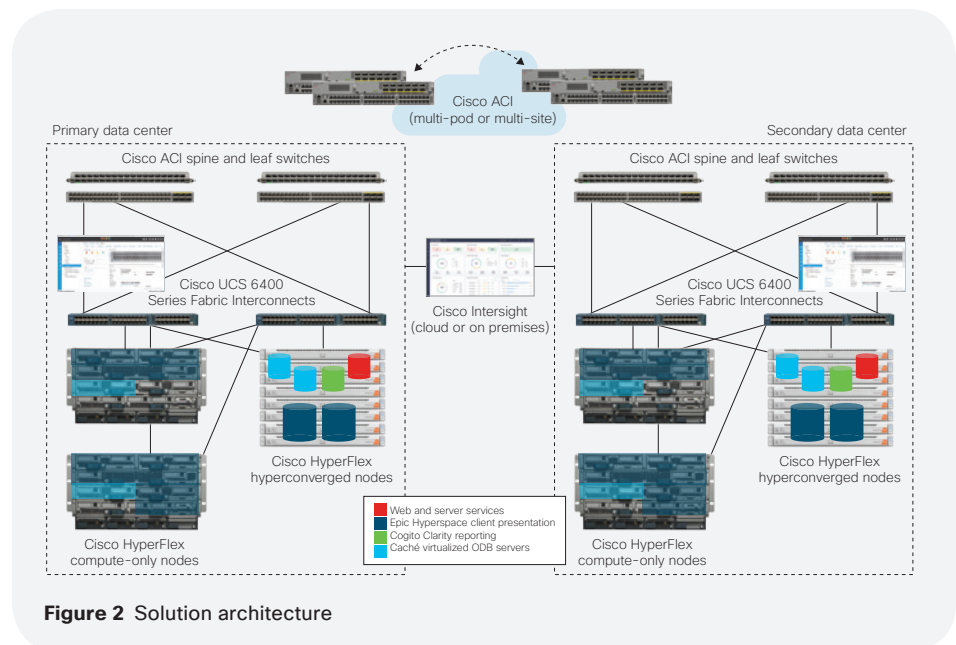 Cisco ACI
(multi-pod or multi-site)
Primary data center
Secondary data center
Cisco ACI spine and leaf switches
Cisco ACI spine and leaf switches
Cisco UCS 6400
Series Fabric Interconnects
Cisco Intersight
(cloud or on premises)
Cisco UCS 6400
Series Fabric Interconnects
Cisco HyperFlex
hyperconverged nodes
Cisco HyperFlex
hyperconverged nodes
Web and server services
Epic Hyperspace client presentation
Cogito Clarity reporting
Caché virtualized ODB servers
Cisco HyperFlex
compute-only nodes
Cisco HyperFlex
compute-only nodes
Figure 2 Solution architecture